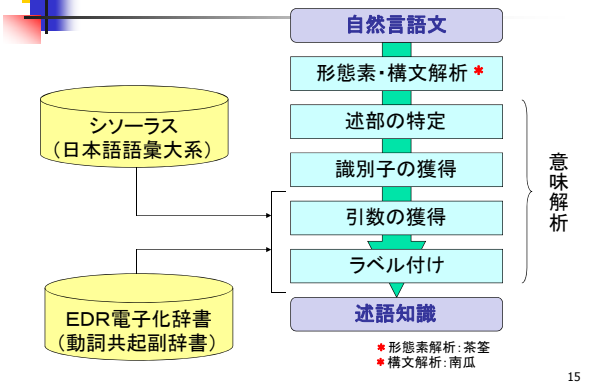 自然言語文
形態素・構文解析 *
シソーラス
(日本語語彙大系)
述部の特定
識別子の獲得
引数の獲得
ラベル付け
意味解析
EDR電子化辞書
(動詞共起副辞書)
述語知識
* 形態素解析:茶筌
* 構文解析:南瓜
15